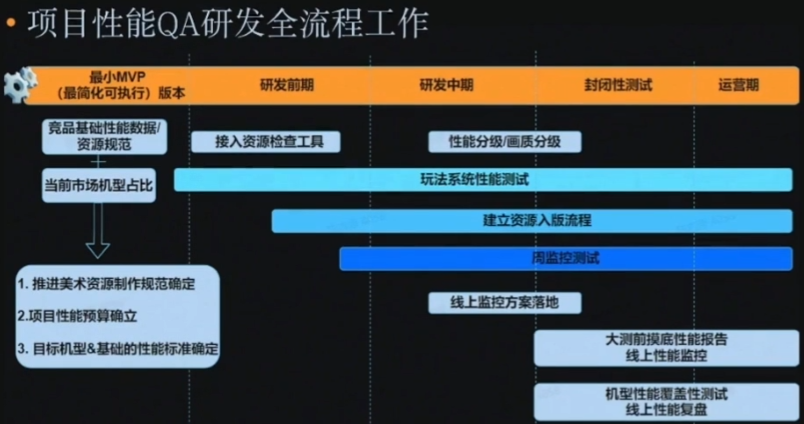 项目性能QA研发全流程工作
最小MVP
（最简化可执行）版本
研发前期
研发中期
封闭性测试
运营期
竞品基础性能数据/
资源规范
接入资源检查工具
性能分级/画质分级
当前市场机型占比
玩法系统性能测试
建立资源入版流程
周监控测试
1. 推进美术资源制作规范确定
2.项目性能预算确立
3. 目标机型&基础的性能标准确定
线上监控方案落地
大测前摸底性能报告
线上性能监控
机型性能覆盖性测试
线上性能复盘